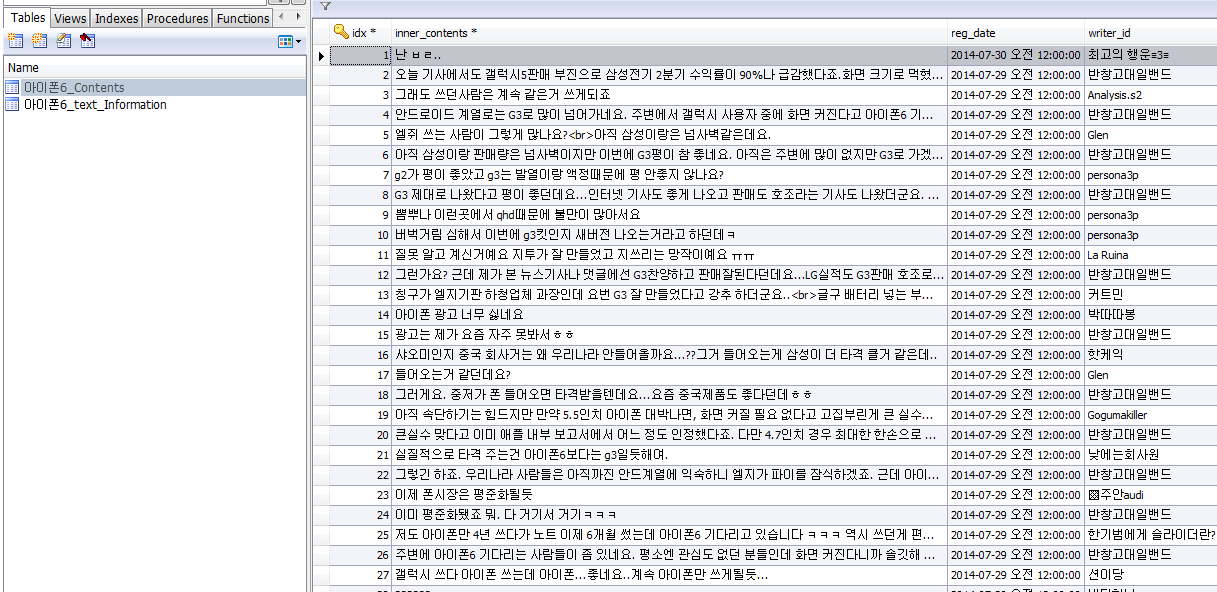 Tables Views Indexes Procedures Functions
Name
아이폰6_Contents
아이폰6_text_Information
idx * inner_contents * reg_date writer_id
1 난 ㅂㄹ.. 2014-07-30 오전 12:00:00 최고의 행운=3=
2 오늘 기사에서도 갤럭시5판매 부진으로 삼성전기 2분기 수익률이 90%나 급감했다죠.화면 크기로 먹혔... 2014-07-29 오전 12:00:00 반창고대일밴드
3 그래도 쓰던사람은 계속 같은거 쓰게되죠 2014-07-29 오전 12:00:00 Analysis.s2
4 안드로이드 계열로는 G3로 많이 넘어가네요. 주변에서 갤럭시 사용자 중에 화면 커진다고 아이폰6 기... 2014-07-29 오전 12:00:00 반창고대일밴드
5 엘쥐 쓰는 사람이 그렇게 많나요?<br>아직 삼성이랑은 넘사벽같은데요. 2014-07-29 오전 12:00:00 Glen
6 아직 삼성이랑 판매량은 넘사벽이지만 이번에 G3평이 참 좋네요. 아직은 주변에 많이 없지만 G3로 가겠... 2014-07-29 오전 12:00:00 반창고대일밴드
7 g2가 평이 좋았고 g3는 발열이랑 액정때문에 평 안좋지 않나요? 2014-07-29 오전 12:00:00 persona3p
8 G3 제대로 나왔다고 평이 좋던데요...인터넷 기사도 좋게 나오고 판매도 호조라는 기사도 나왔더군요. ... 2014-07-29 오전 12:00:00 반창고대일밴드
9 뽐뿌나 이런곳에서 qhd때문에 불만이 많아서요 2014-07-29 오전 12:00:00 persona3p
10 버벅거림 심해서 이번에 g3킷인지 새버전 나오는거라고 하던데ㅋ 2014-07-29 오전 12:00:00 persona3p
11 질못 알고 계신거예요 지투가 잘 만들었고 지쓰리는 망작이예요 ㅠㅠ 2014-07-29 오전 12:00:00 La Ruina
12 그런가요? 근데 제가 본 뉴스기사나 댓글에선 G3찬양하고 판매잘된다던데요...LG실적도 G3판매 호조로... 2014-07-29 오전 12:00:00 반창고대일밴드
13 칭구가 엘지기판 하청업체 과장인데 요번 G3 잘 만들었다고 강추 하더군요..<br>글구 배터리 넣는 부... 2014-07-29 오전 12:00:00 커트민
14 아이폰 광고 너무 싫네요 2014-07-29 오전 12:00:00 박따따봉
15 광고는 제가 요즘 자주 못봐서ㅎㅎ 2014-07-29 오전 12:00:00 반창고대일밴드
16 샤오미인지 중국 회사거는 왜 우리나라 안들어올까요...??그거 들어오는게 삼성이 더 타격 클거 같은데.. 2014-07-29 오전 12:00:00 핫케익
17 들어오는거 같던데요? 2014-07-29 오전 12:00:00 Glen
18 그러게요. 중저가 폰 들어오면 타격받을텐데요...요즘 중국제품도 좋다던데ㅎㅎ 2014-07-29 오전 12:00:00 반창고대일밴드
19 아직 속단하기는 힘드지만 만약 5.5인치 아이폰 대박나면, 화면 커질 필요 없다고 고집부린게 큰 실수... 2014-07-29 오전 12:00:00 Gogumakiller
20 큰실수 맞다고 이미 애플 내부 보고서에서 어느 정도 인정했다죠. 다만 4.7인치 경우 최대한 한손으로 ... 2014-07-29 오전 12:00:00 반창고대일밴드
21 실질적으로 타격 주는건 아이폰6보다는 g3일듯해여. 2014-07-29 오전 12:00:00 낮에는회사원
22 그렇긴 하죠. 우리나라 사람들은 아직까진 안드계열에 익숙하니 엘지가 파이를 잠식하겠죠. 근데 아이... 2014-07-29 오전 12:00:00 반창고대일밴드
23 이제 폰시장은 평준화될듯 2014-07-29 오전 12:00:00 ▩주안audi
24 이미 평준화됐죠 뭐. 다 거기서 거기ㅋㅋㅋ 2014-07-29 오전 12:00:00 반창고대일밴드
25 저도 아이폰만 4년 쓰다가 노트 이제 6개월 썼는데 아이폰6 기다리고 있습니다 ㅋㅋㅋ 역시 쓰던게 편... 2014-07-29 오전 12:00:00 한기범에게 슬라이더란?
26 주변에 아이폰6 기다리는 사람들이 좀 있네요. 평소엔 관심도 없던 분들인데 화면 커진다니까 솔깃해 ... 2014-07-29 오전 12:00:00 반창고대일밴드
27 갤럭시 쓰다 아이폰 쓰는데 아이폰...좋네요..계속 아이폰만 쓰게될듯... 2014-07-29 오전 12:00:00 션이당